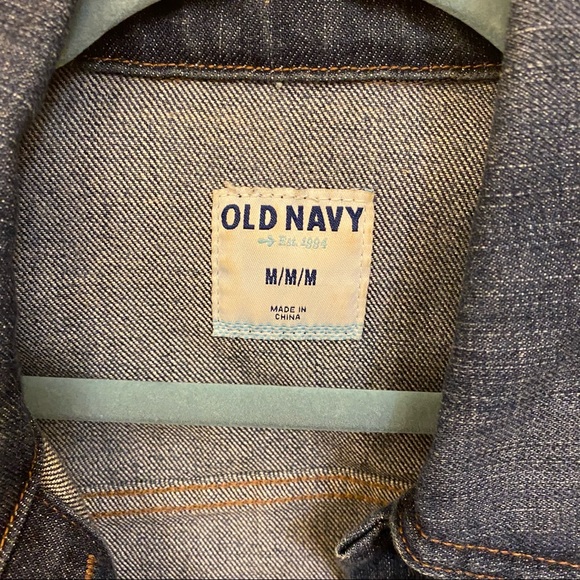 OLD NAVY
Est. 1994
M/M/M
MADE IN
CHINA